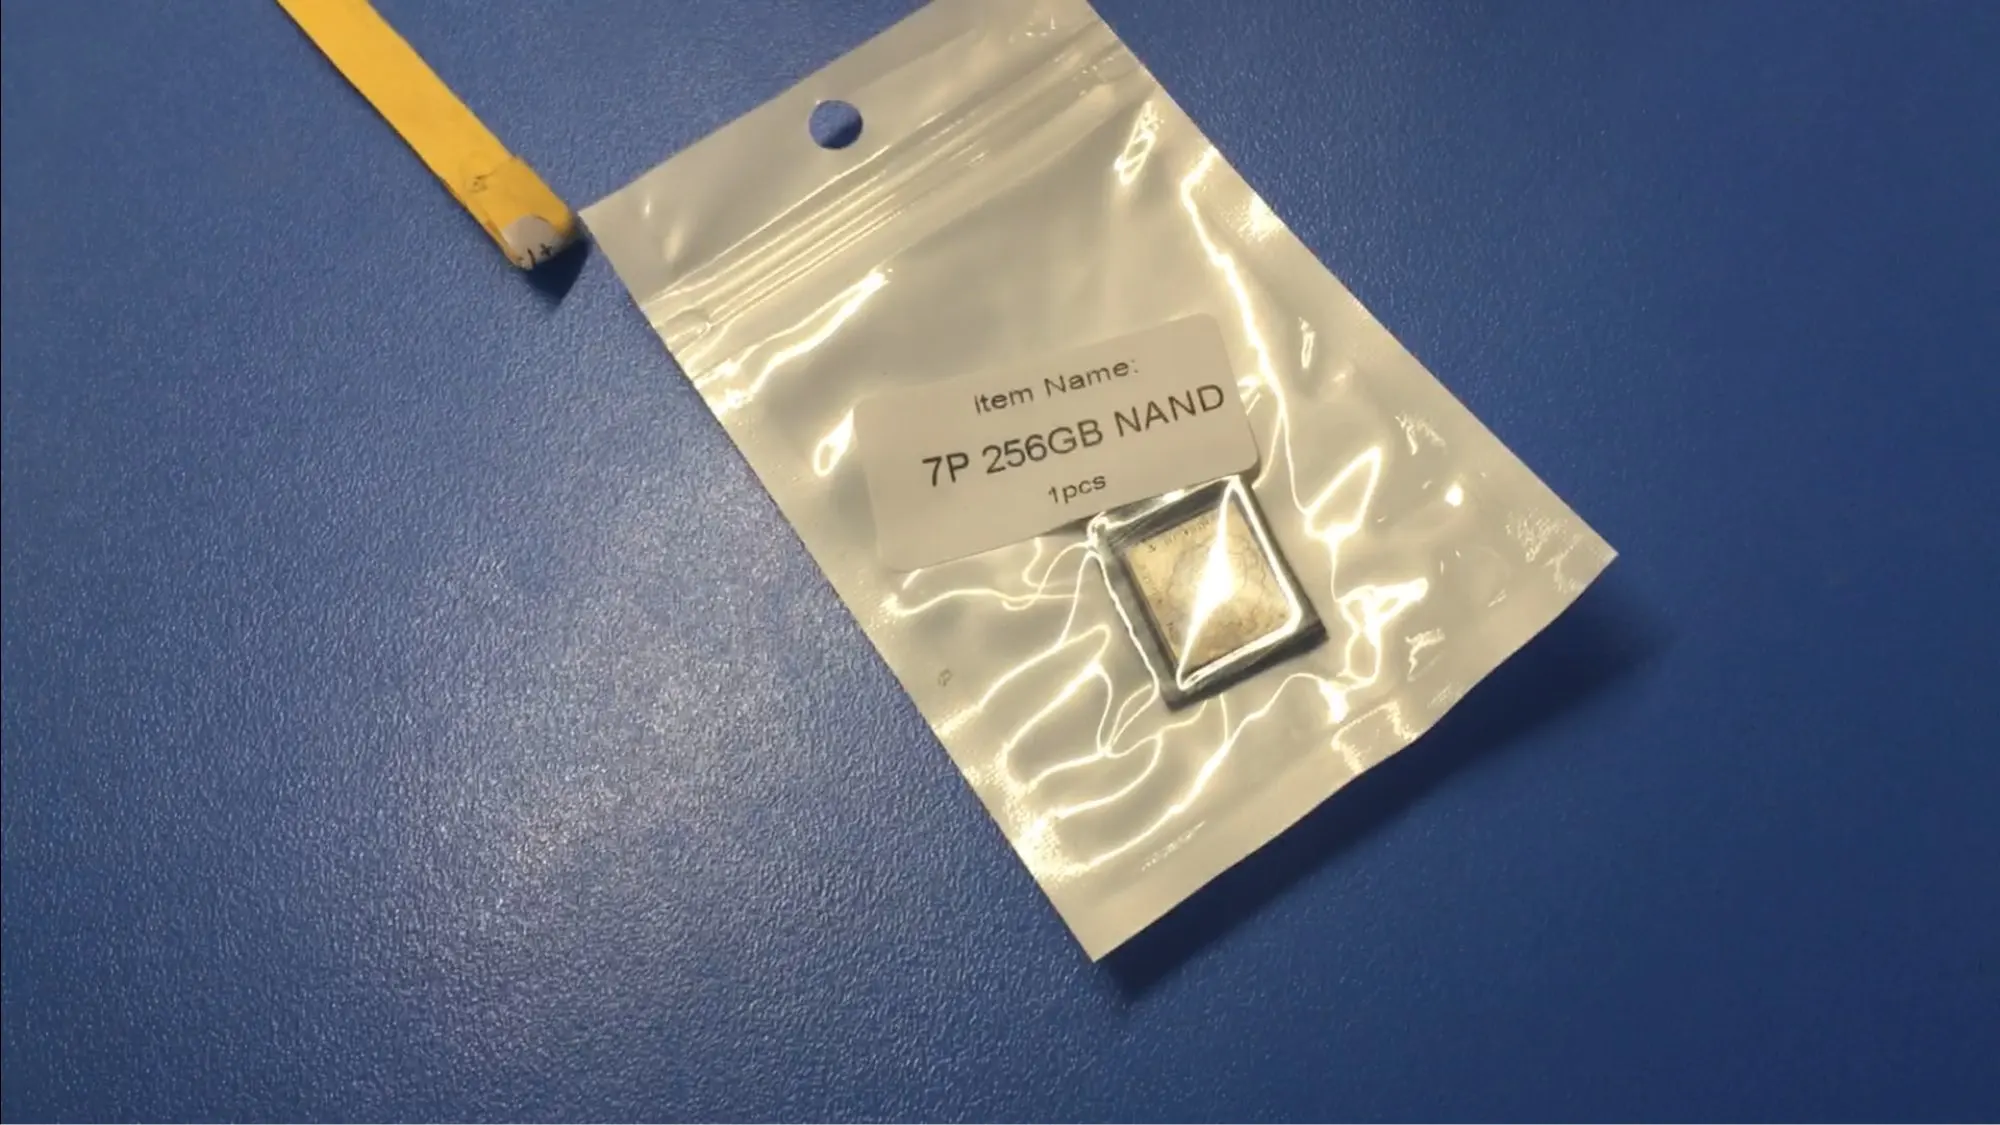 Item Name:
7P 256GB NAND
1pcs